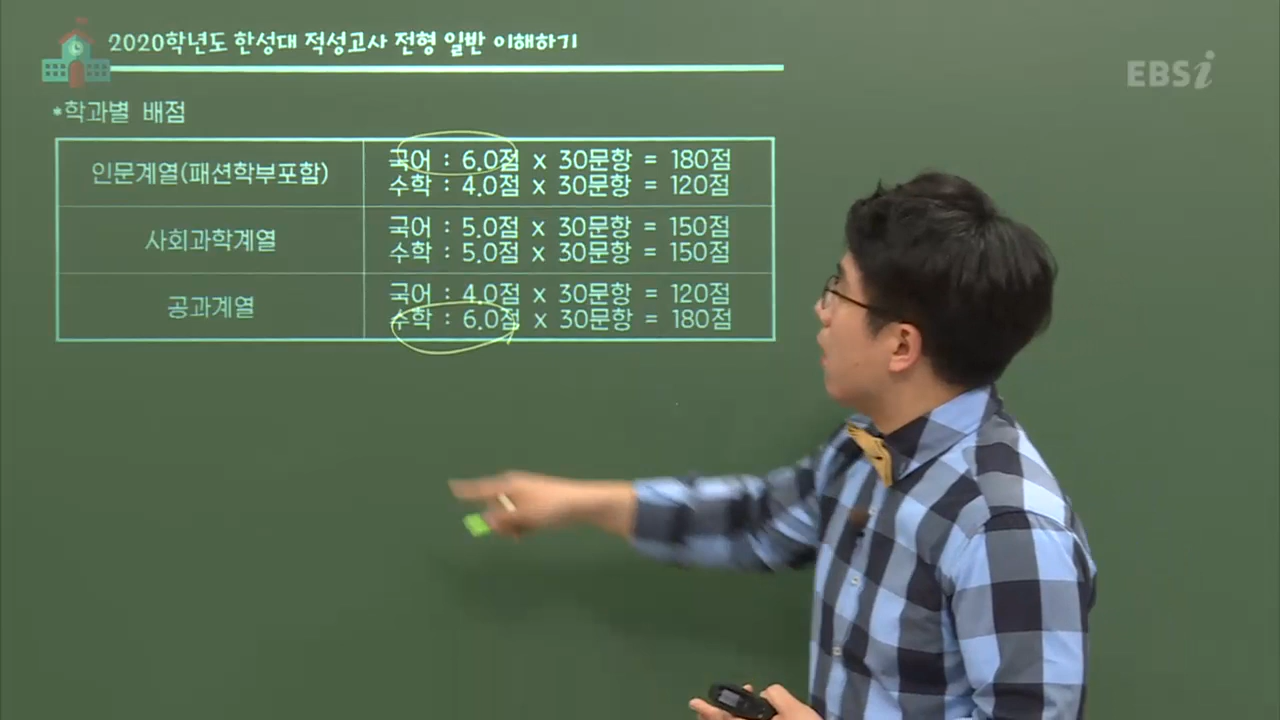 2020학년도 한성대 적성고사 전형 일반 이해하기
EBSi
*학과별 배점
인문계열(패션학부포함)
국어 : 6.0점 x 30문항 = 180점
수학 : 4.0점 x 30문항 = 120점
사회과학계열
국어 : 5.0점 x 30문항 = 150점
수학 : 5.0점 x 30문항 = 150점
공과계열
국어 : 4.0점 x 30문항 = 120점
수학 : 6.0점 x 30문항 = 180점